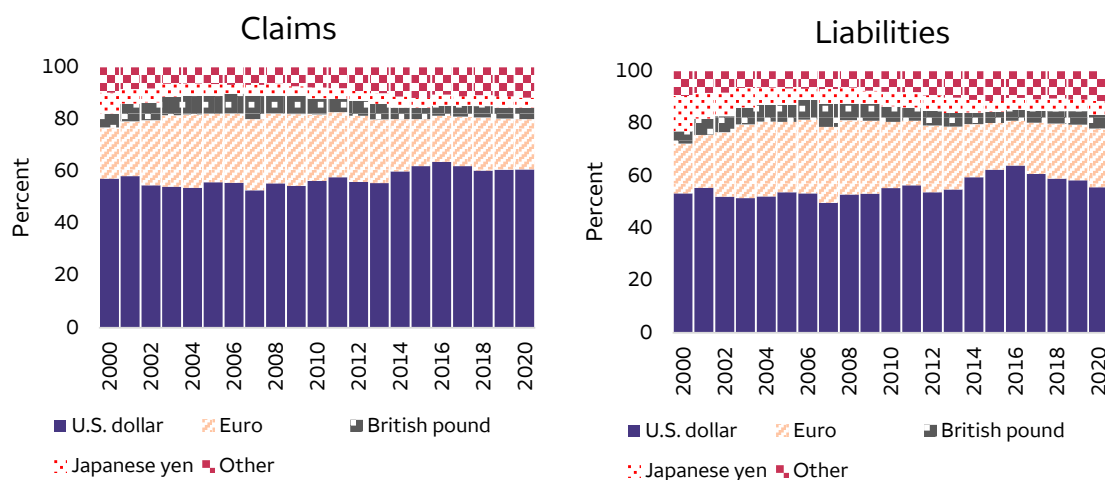 Claims
Percent
100
80
60
40
20
0
2000 2002 2004 2006 2008 2010 2012 2014 2016 2018 2020
U.S. dollar Euro British pound
Japanese yen Other
Liabilities
Percent
100
80
60
40
20
0
2000 2002 2004 2006 2008 2010 2012 2014 2016 2018 2020
U.S. dollar Euro British pound
Japanese yen Other